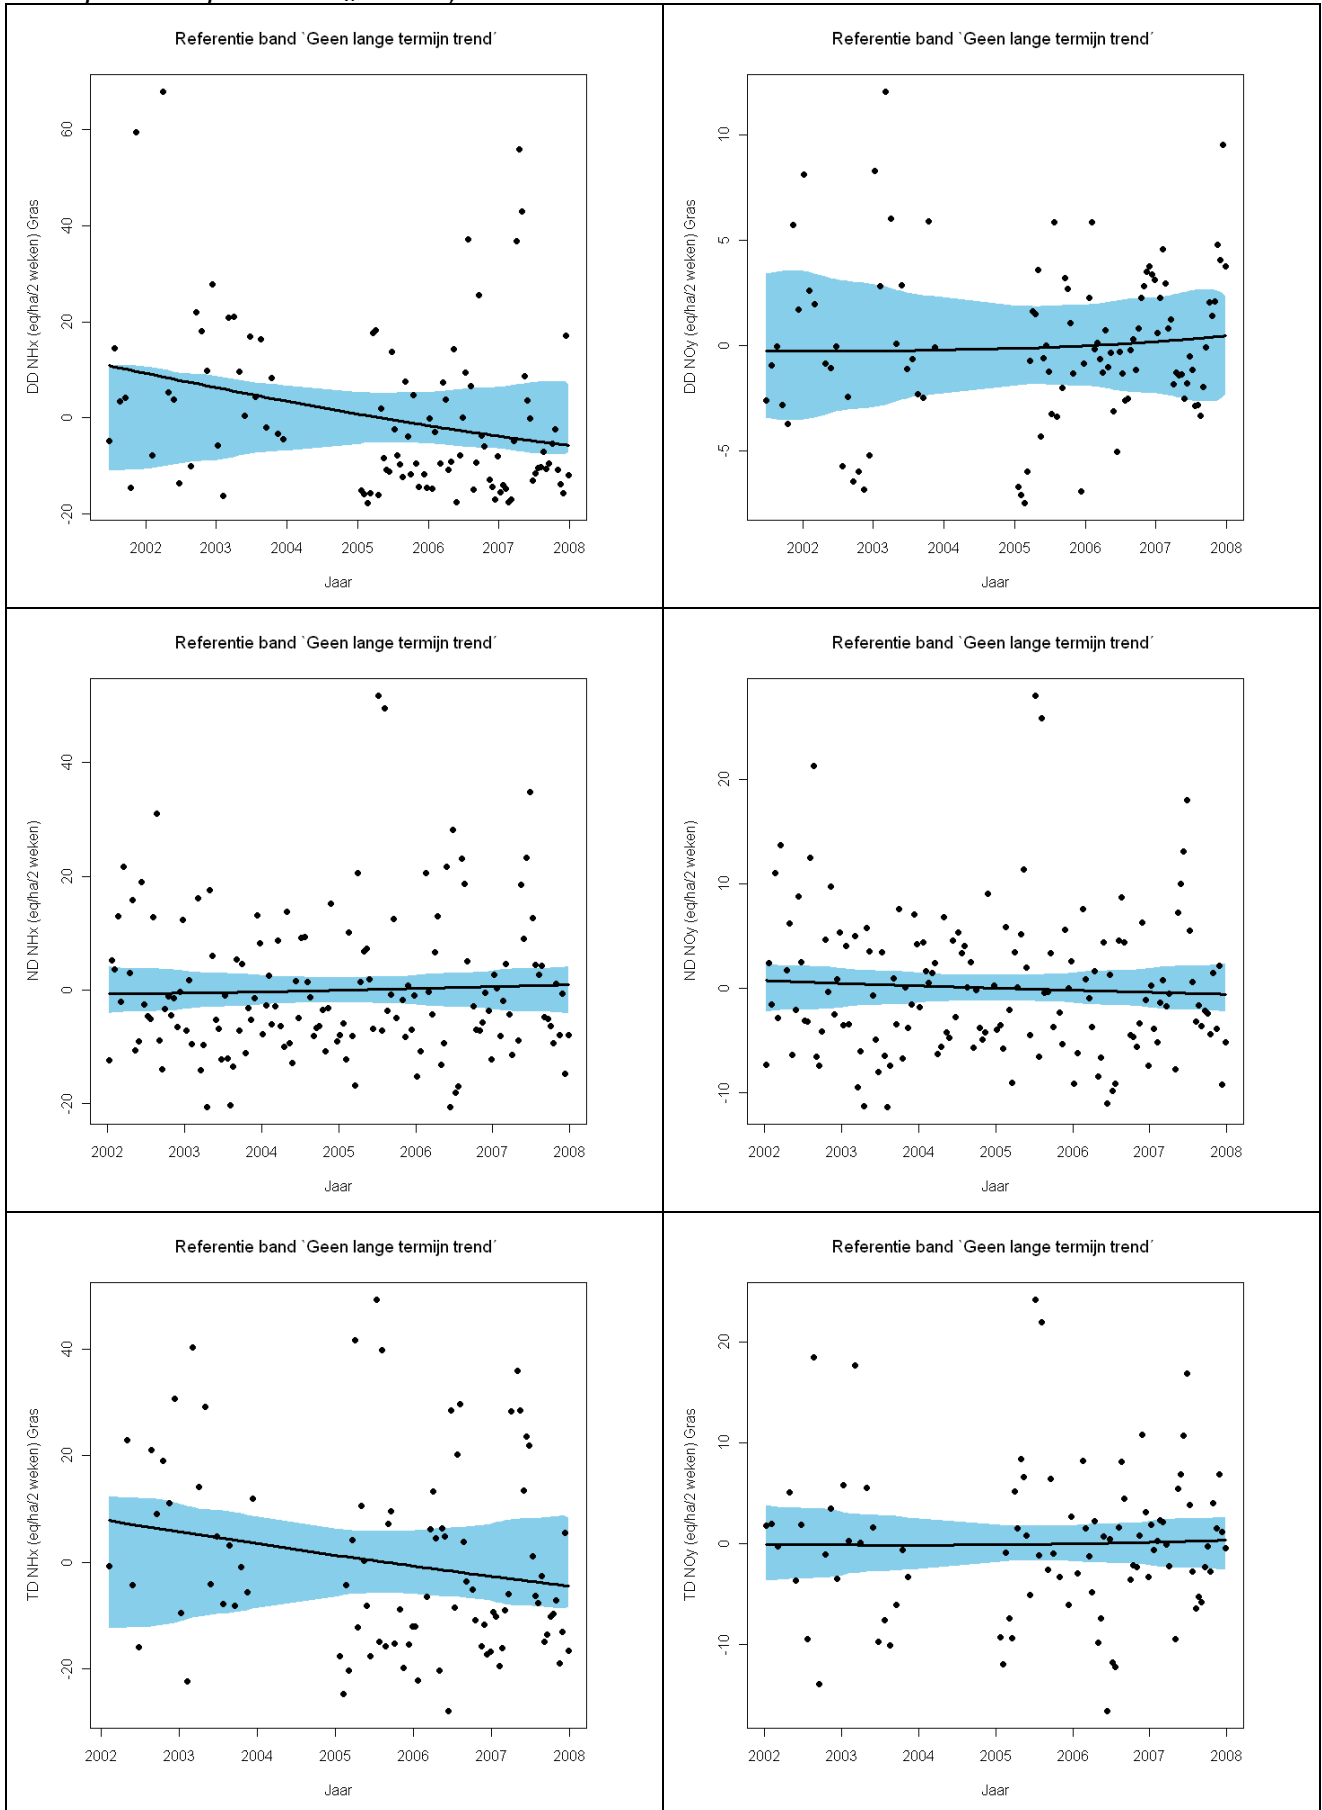 Referentie band `Geen lange termijn trend´
DD NHx (eq/ha/2 weken) Gras
60
40
20
0
-20
2002 2003 2004 2005 2006 2007 2008
Jaar
Referentie band `Geen lange termijn trend´
DD NOy (eq/ha/2 weken) Gras
10
5
0
-5
2002 2003 2004 2005 2006 2007 2008
Jaar
Referentie band `Geen lange termijn trend´
ND NHx (eq/ha/2 weken)
40
20
0
-20
2002 2003 2004 2005 2006 2007 2008
Jaar
Referentie band `Geen lange termijn trend´
ND NOy (eq/ha/2 weken)
20
10
0
-10
2002 2003 2004 2005 2006 2007 2008
Jaar
Referentie band `Geen lange termijn trend´
TD NHx (eq/ha/2 weken) Gras
40
20
0
-20
2002 2003 2004 2005 2006 2007 2008
Jaar
Referentie band `Geen lange termijn trend´
TD NOy (eq/ha/2 weken) Gras
20
10
0
-10
2002 2003 2004 2005 2006 2007 2008
Jaar